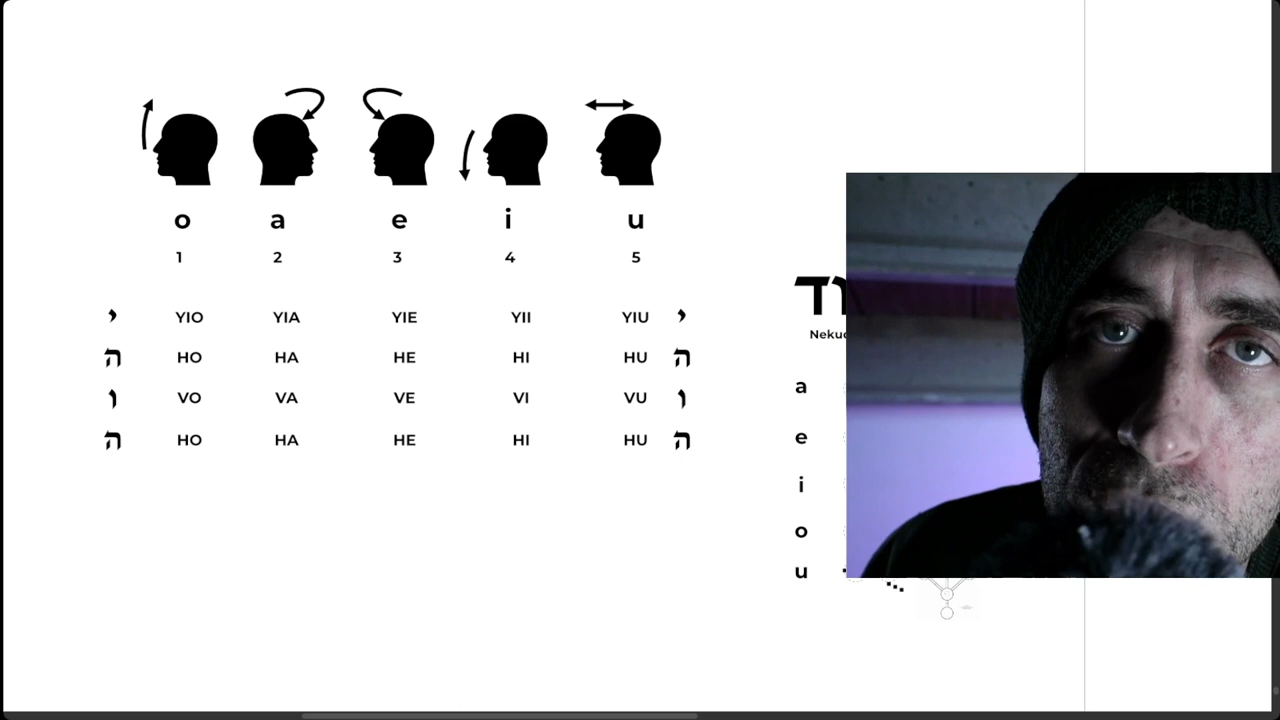 o a e i u
1 2 3 4 5
י YIO YIA YIE YII YIU י
ה HO HA HE HI HU ה
ו VO VA VE VI VU ו
ה HO HA HE HI HU ה
a
e
i
o
u